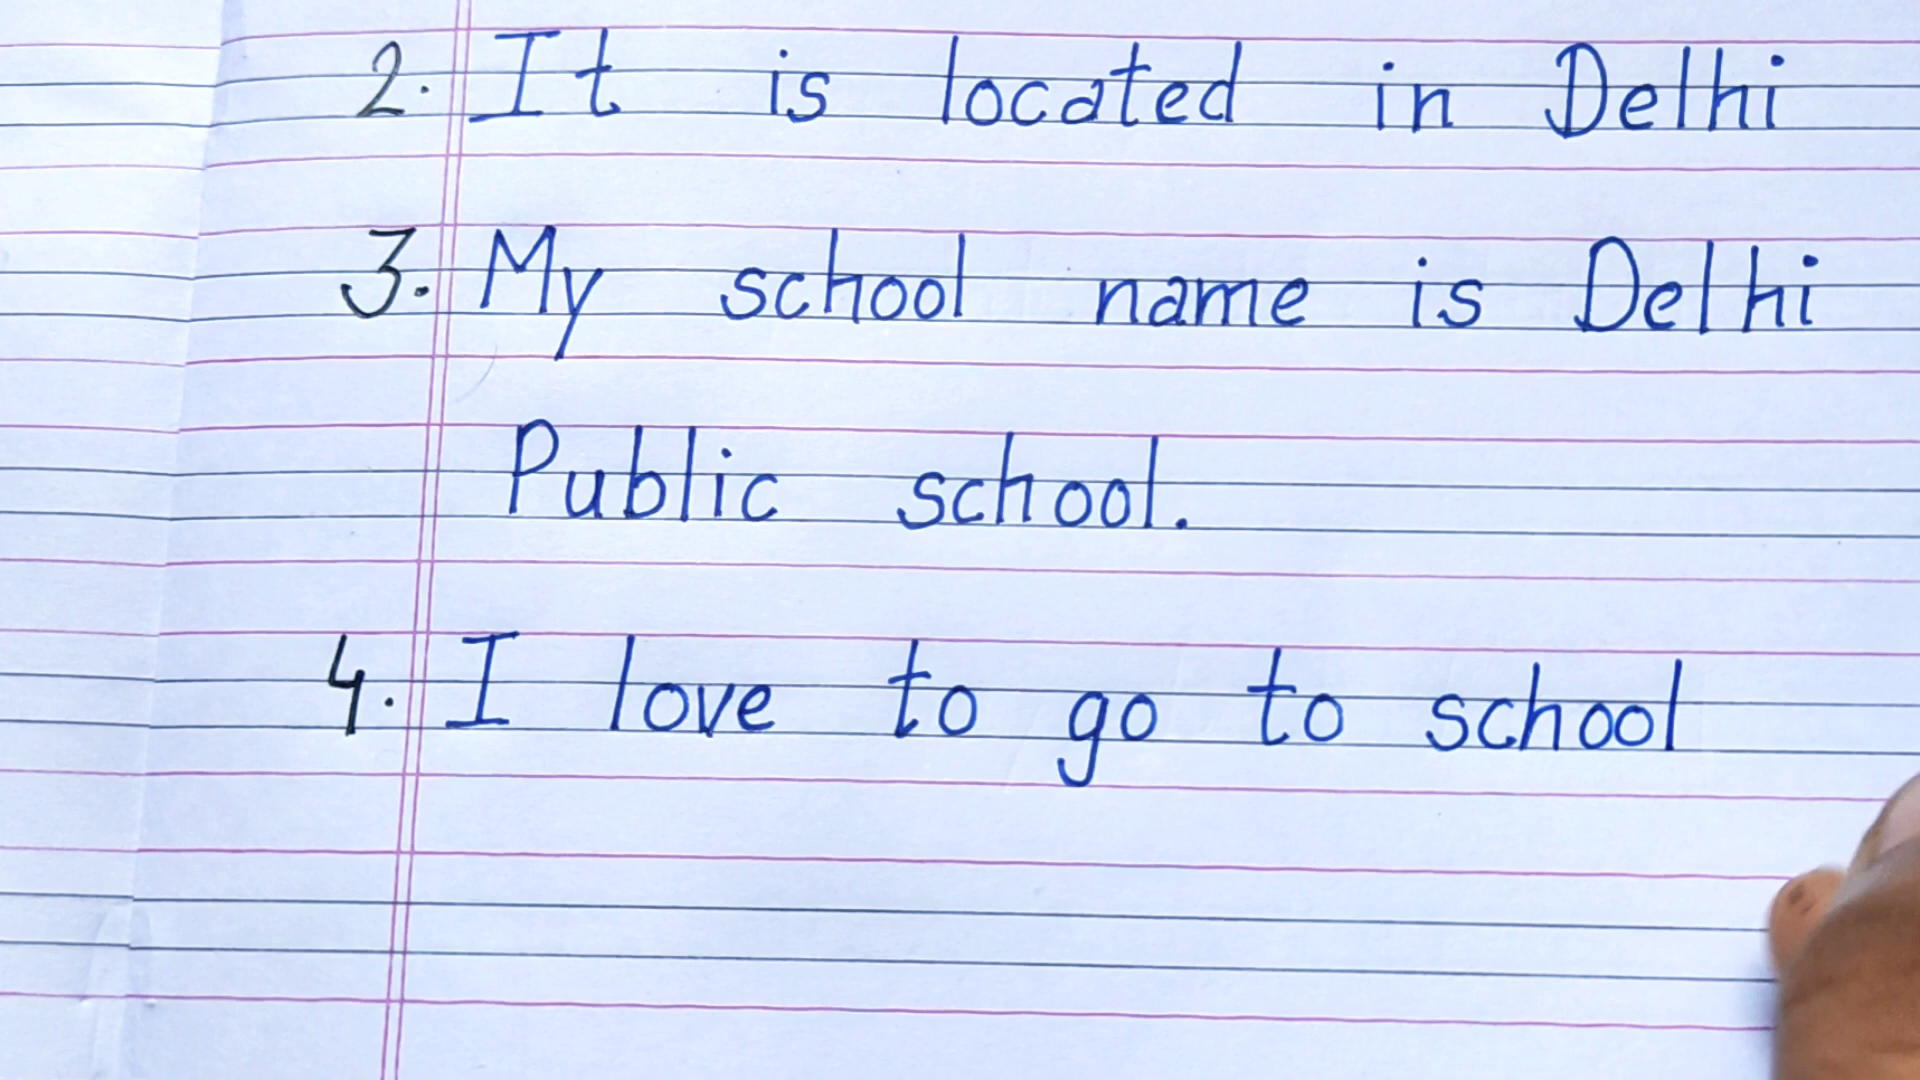 2. It is located in Delhi
3. My school name is Delhi
Public school.
4. I love to go to school